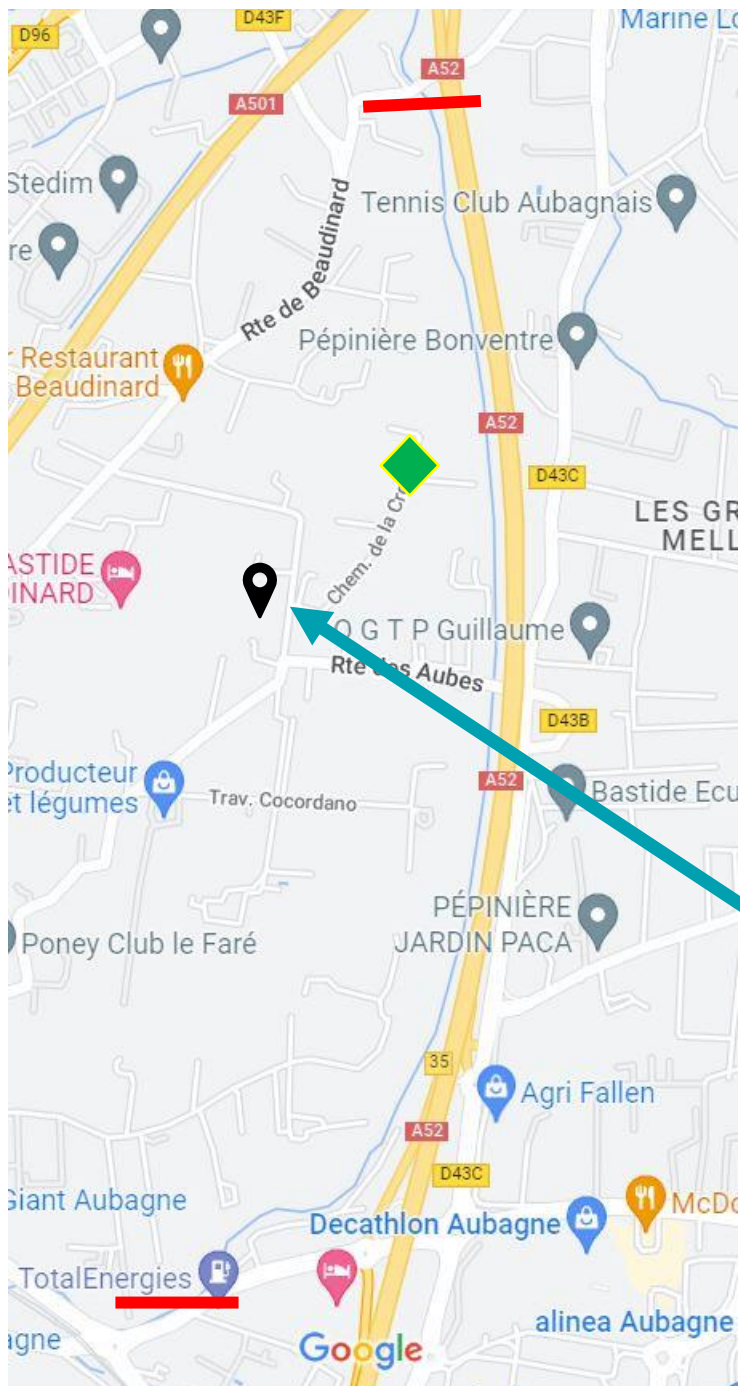 D96
D43F
Marine Lo
A52
A501
Stedim
Tennis Club Aubagnais
re
Rte de Beaudinard
Pépinière Bonventre
r Restaurant
Beaudinard
A52
D43C
LES GR
MELL
Chem. de la Cr
ASTIDE
DINARD
O G T P Guillaume
Rte des Aubes
D43B
Producteur
et légumes
A52
Trav. Cocordano
Bastide Ecu
PÉPINIÈRE
JARDIN PACA
Poney Club le Faré
35
Agri Fallen
A52
D43C
Giant Aubagne
Decathlon Aubagne
McDo
TotalEnergies
alinea Aubagne
agne
Google